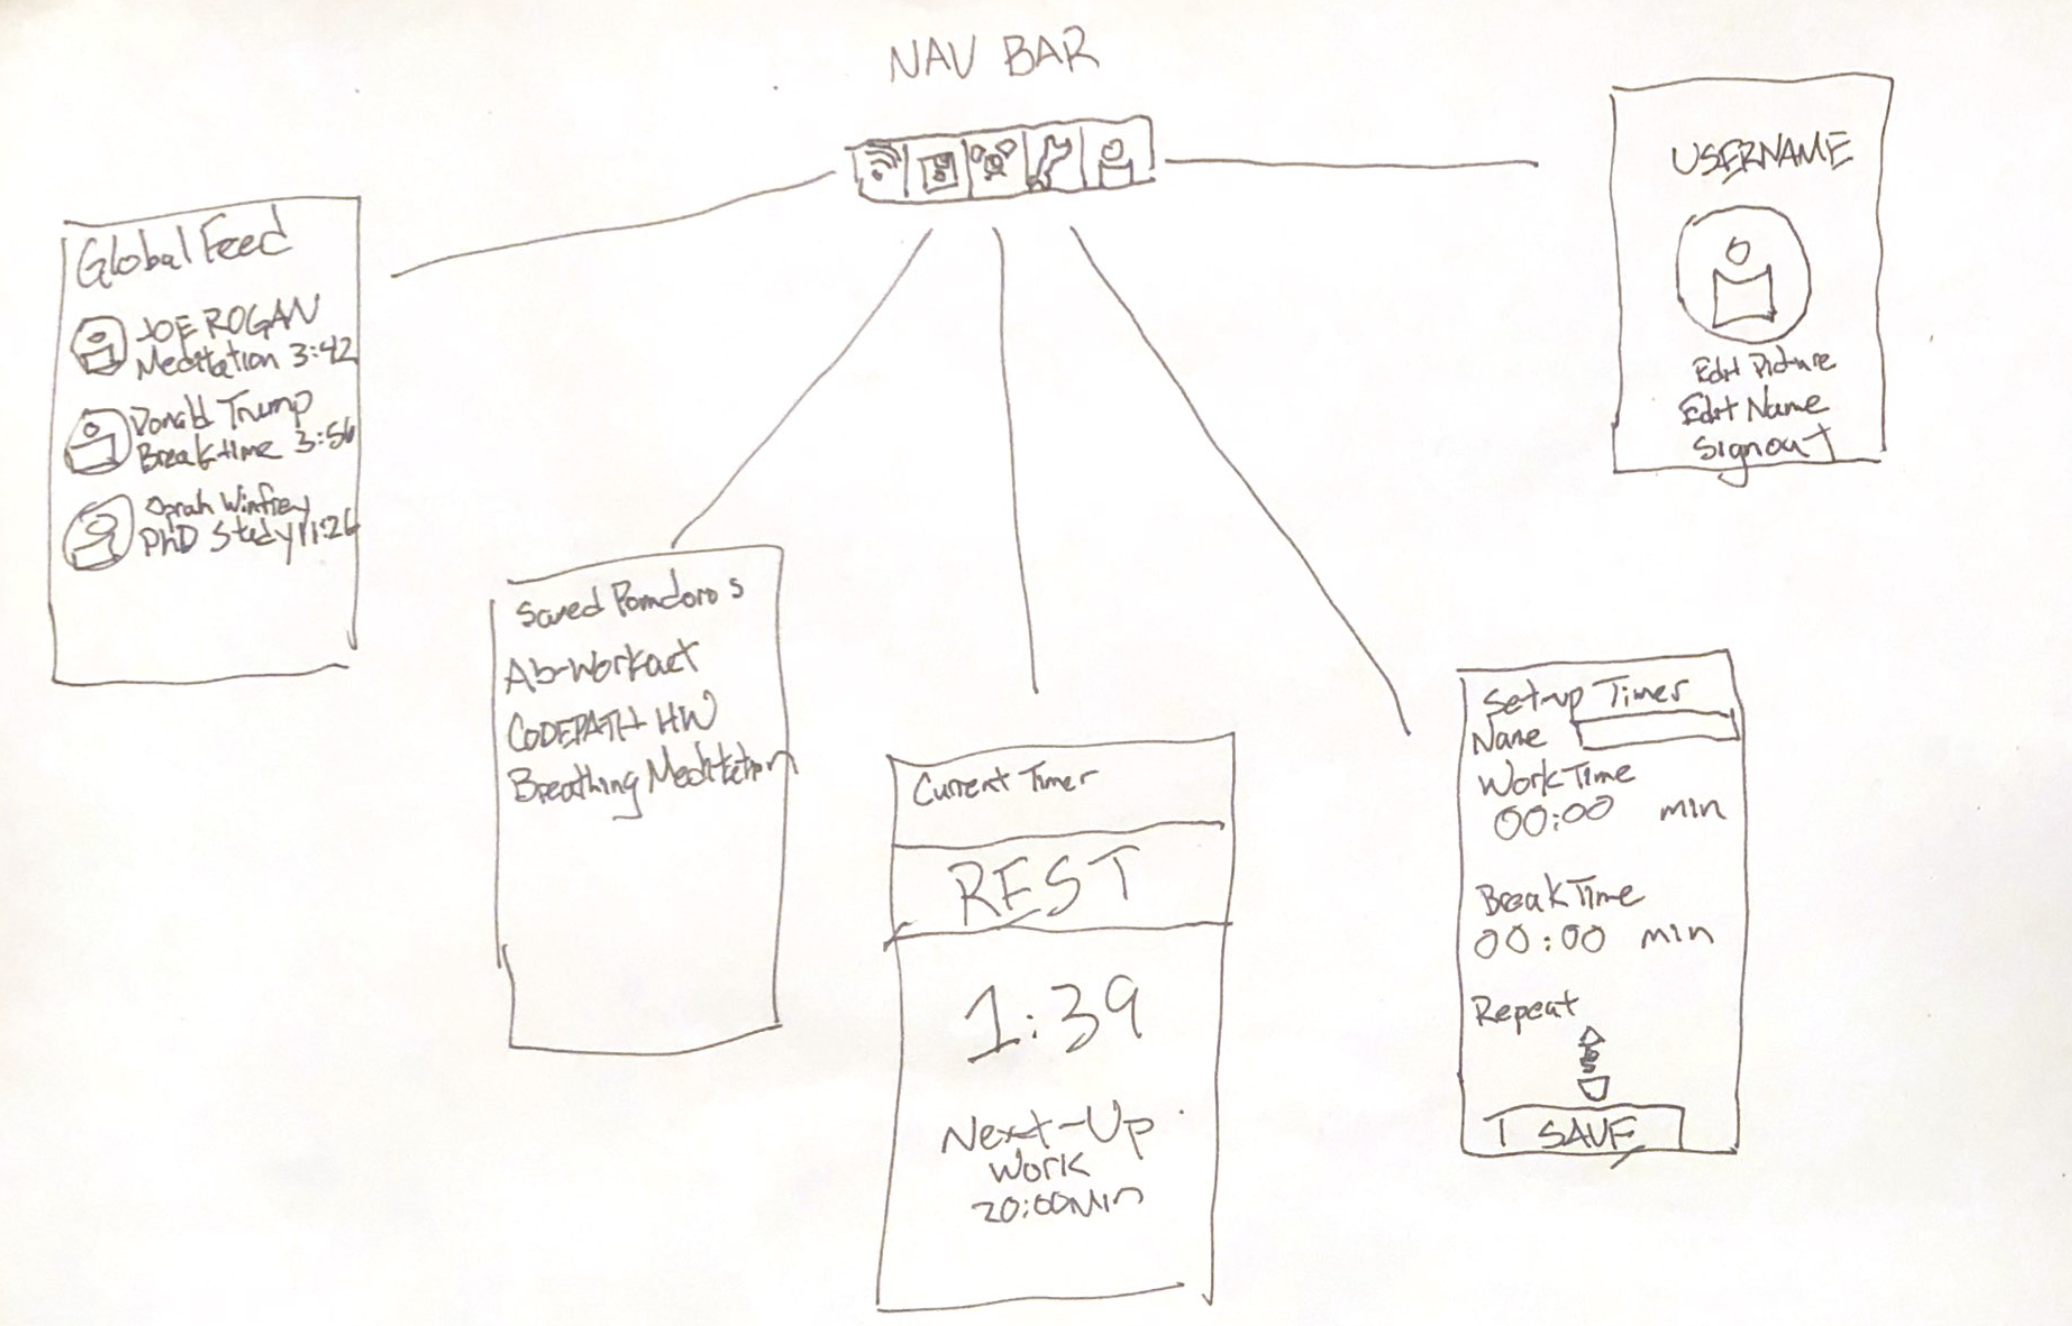 NAV BAR
Global Feed
JOE ROGAN
Meditation 3:42
Donald Trump
Breaktime 3:56
Oprah Winfrey
PhD Study 11:26
Saved Pomdoros
Ab-Workout
CODEPATH HW
Breathing Meditation
Current Timer
REST
1:39
Next-Up
Work
20:00 Min
Set-up Timer
Name
Work Time
00:00 min
Break Time
00:00 min
Repeat
SAVE
USERNAME
Edit Picture
Edit Name
Signout